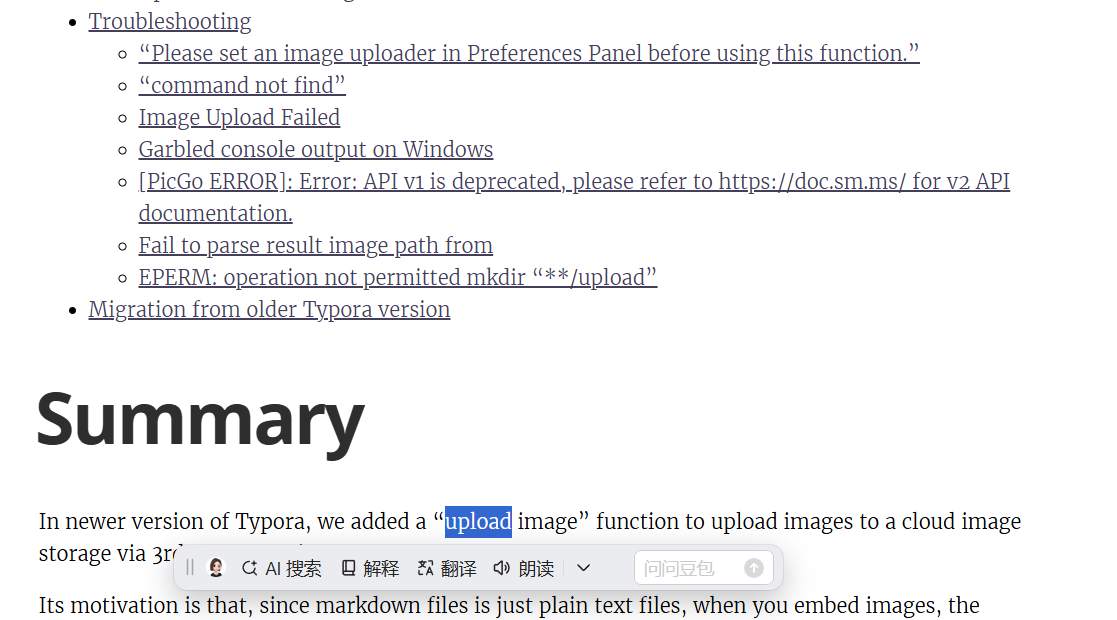 Troubleshooting
“Please set an image uploader in Preferences Panel before using this function.”
“command not find”
Image Upload Failed
Garbled console output on Windows
[PicGo ERROR]: Error: API v1 is deprecated, please refer to https://doc.sm.ms/ for v2 API
documentation.
Fail to parse result image path from
EPERM: operation not permitted mkdir “**/upload”
Migration from older Typora version
Summary
In newer version of Typora, we added a “upload image” function to upload images to a cloud image
storage via
AI 搜索 解释 翻译 朗读 问问豆包
Its motivation is that, since markdown files is just plain text files, when you embed images, the